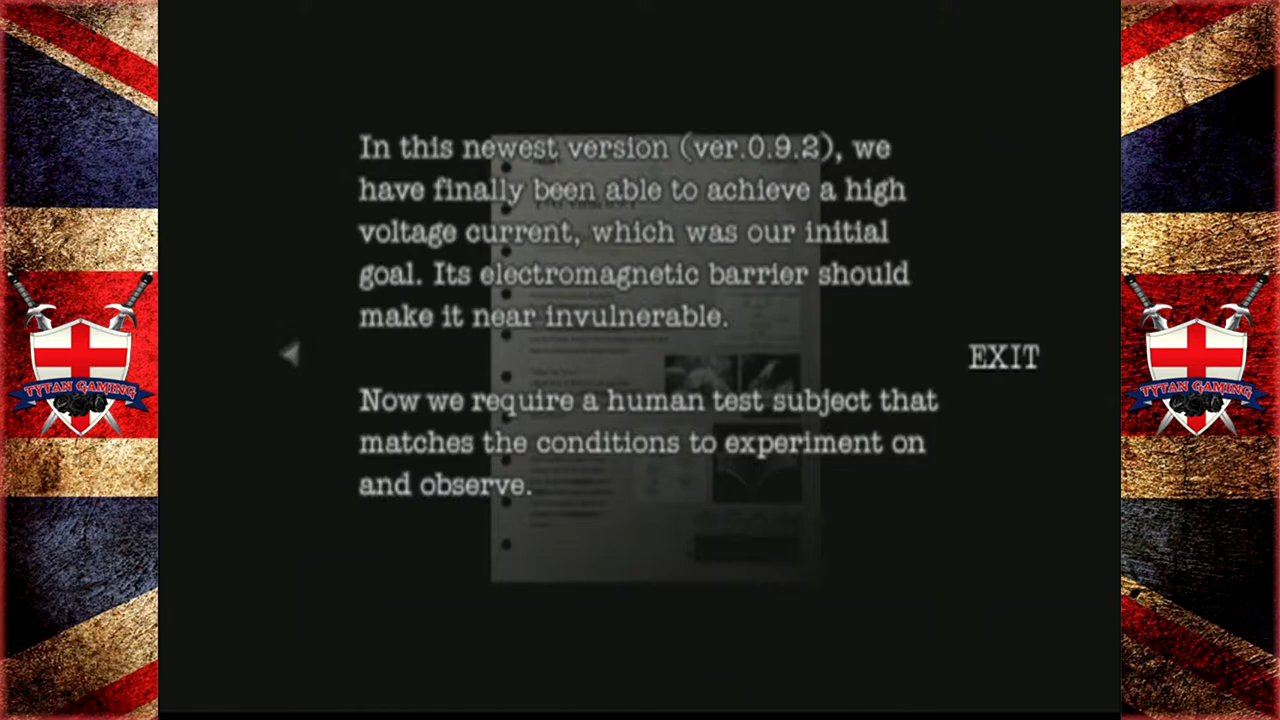 In this newest version (ver.0.9.2), we
have finally been able to achieve a high
voltage current, which was our initial
goal. Its electromagnetic barrier should
make it near invulnerable.
EXIT
Now we require a human test subject that
matches the conditions to experiment on
and observe.
TYTAN GAMING
TYTAN GAMING